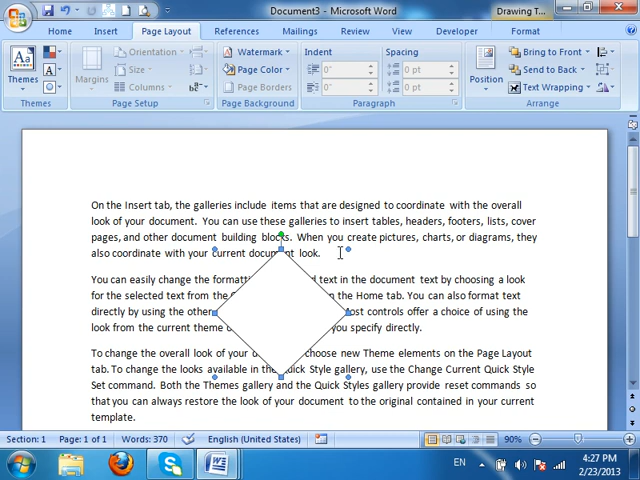 Document3 - Microsoft Word
Drawing T...
Home Insert Page Layout References Mailings Review View Developer Format
Themes
Margins
Orientation
Size
Columns
Watermark
Page Color
Page Borders
Indent
0"
0"
Spacing
0 pt
0 pt
Position
Bring to Front
Send to Back
Text Wrapping
Themes Page Setup Page Background Paragraph Arrange
On the Insert tab, the galleries include items that are designed to coordinate with the overall
look of your document. You can use these galleries to insert tables, headers, footers, lists, cover
pages, and other document building blocks. When you create pictures, charts, or diagrams, they
also coordinate with your current document look.
You can easily change the formatti d text in the document text by choosing a look
for the selected text from the n the Home tab. You can also format text
directly by using the other ost controls offer a choice of using the
look from the current theme you specify directly.
To change the overall look of your d choose new Theme elements on the Page Layout
tab. To change the looks available in the Quick Style gallery, use the Change Current Quick Style
Set command. Both the Themes gallery and the Quick Styles gallery provide reset commands so
that you can always restore the look of your document to the original contained in your current
template.
Section: 1 Page: 1 of 1 Words: 370 English (United States) 90%
EN
4:27 PM
2/23/2013